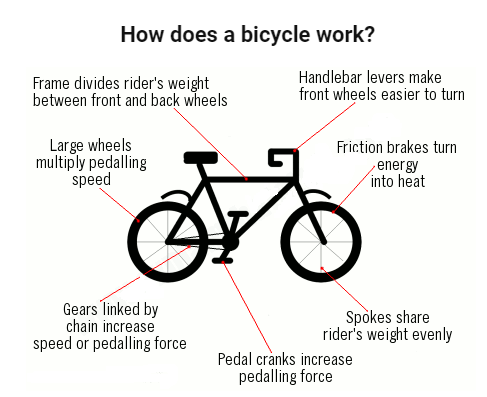 How does a bicycle work?
Frame divides rider's weight
between front and back wheels
Handlebar levers make
front wheels easier to turn
Large wheels
multiply pedalling
speed
Friction brakes turn
energy
into heat
Gears linked by
chain increase
speed or pedalling force
Spokes share
rider's weight evenly
Pedal cranks increase
pedalling force